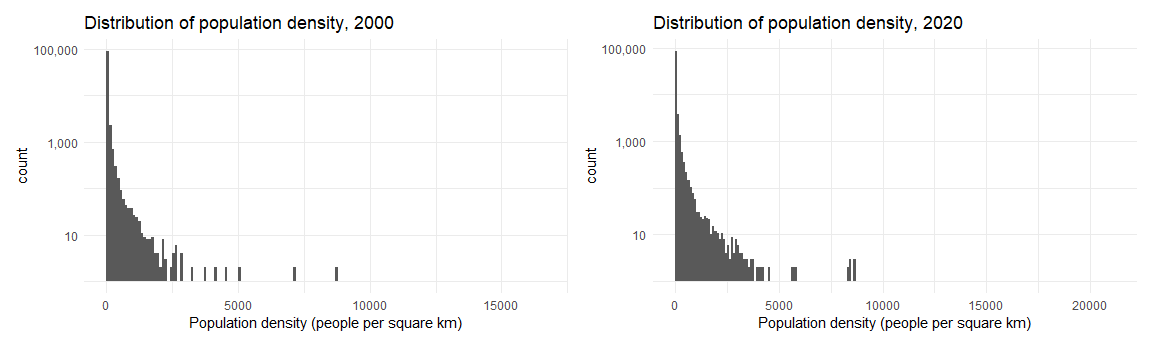 Distribution of population density, 2000
100,000
1,000
10
count
0 5000 10000 15000
Population density (people per square km)
Distribution of population density, 2020
100,000
1,000
10
count
0 5000 10000 15000 20000
Population density (people per square km)